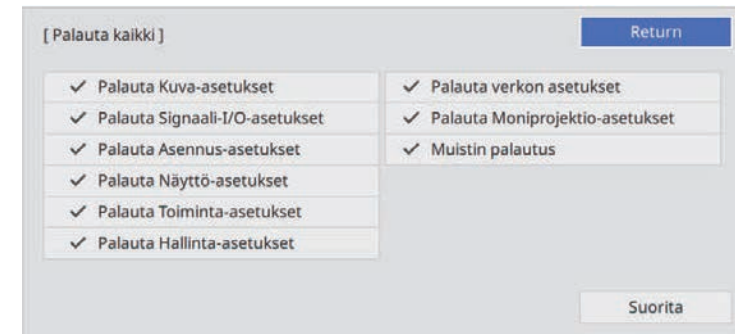 [ Palauta kaikki ]
Return
Palauta Kuva-asetukset
Palauta Signaali-I/O-asetukset
Palauta Asennus-asetukset
Palauta Näyttö-asetukset
Palauta Toiminta-asetukset
Palauta Hallinta-asetukset
Palauta verkon asetukset
Palauta Moniprojektio-asetukset
Muistin palautus
Suorita